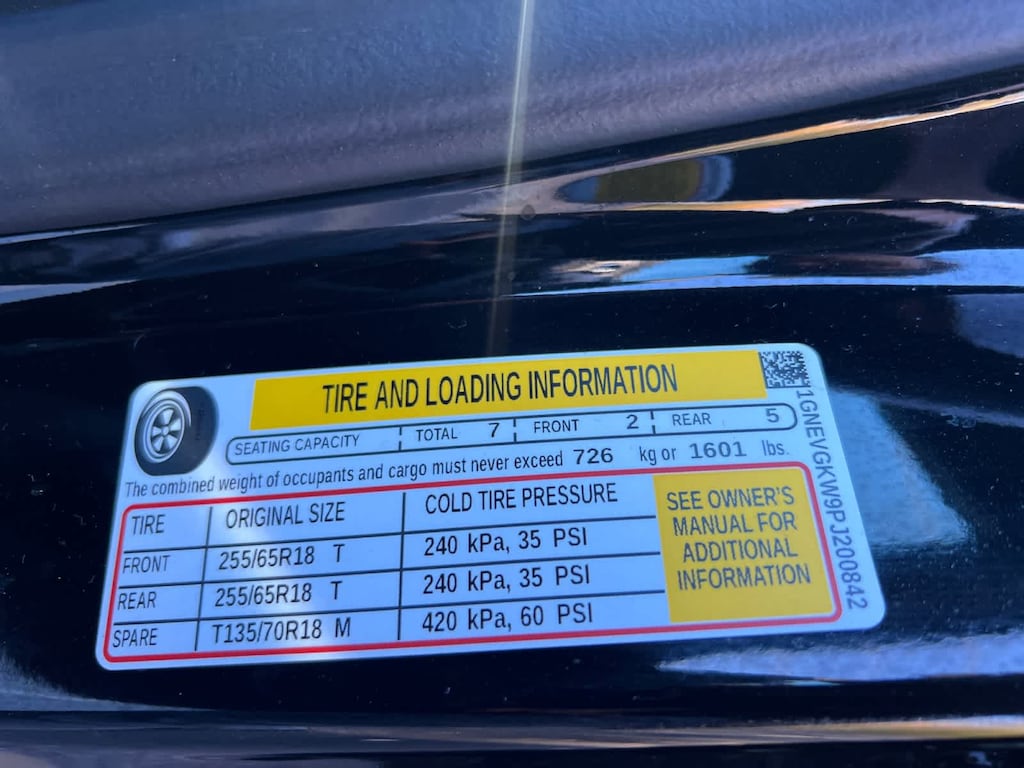 TIRE AND LOADING INFORMATION
SEATING CAPACITY TOTAL 7 FRONT 2 REAR 5
The combined weight of occupants and cargo must never exceed 726 kg or 1601 lbs.
TIRE ORIGINAL SIZE COLD TIRE PRESSURE
FRONT 255/65R18 T 240 kPa, 35 PSI
REAR 255/65R18 T 240 kPa, 35 PSI
SPARE T135/70R18 M 420 kPa, 60 PSI
SEE OWNER'S
MANUAL FOR
ADDITIONAL
INFORMATION
1GNEVGKW9PJ200842